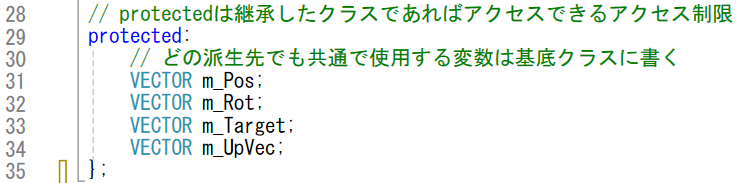 28 // protectedは継承したクラスであればアクセスできるアクセス制限
29 protected:
30 // どの派生先でも共通で使用する変数は基底クラスに書く
31 VECTOR m_Pos;
32 VECTOR m_Rot;
33 VECTOR m_Target;
34 VECTOR m_UpVec;
35 };